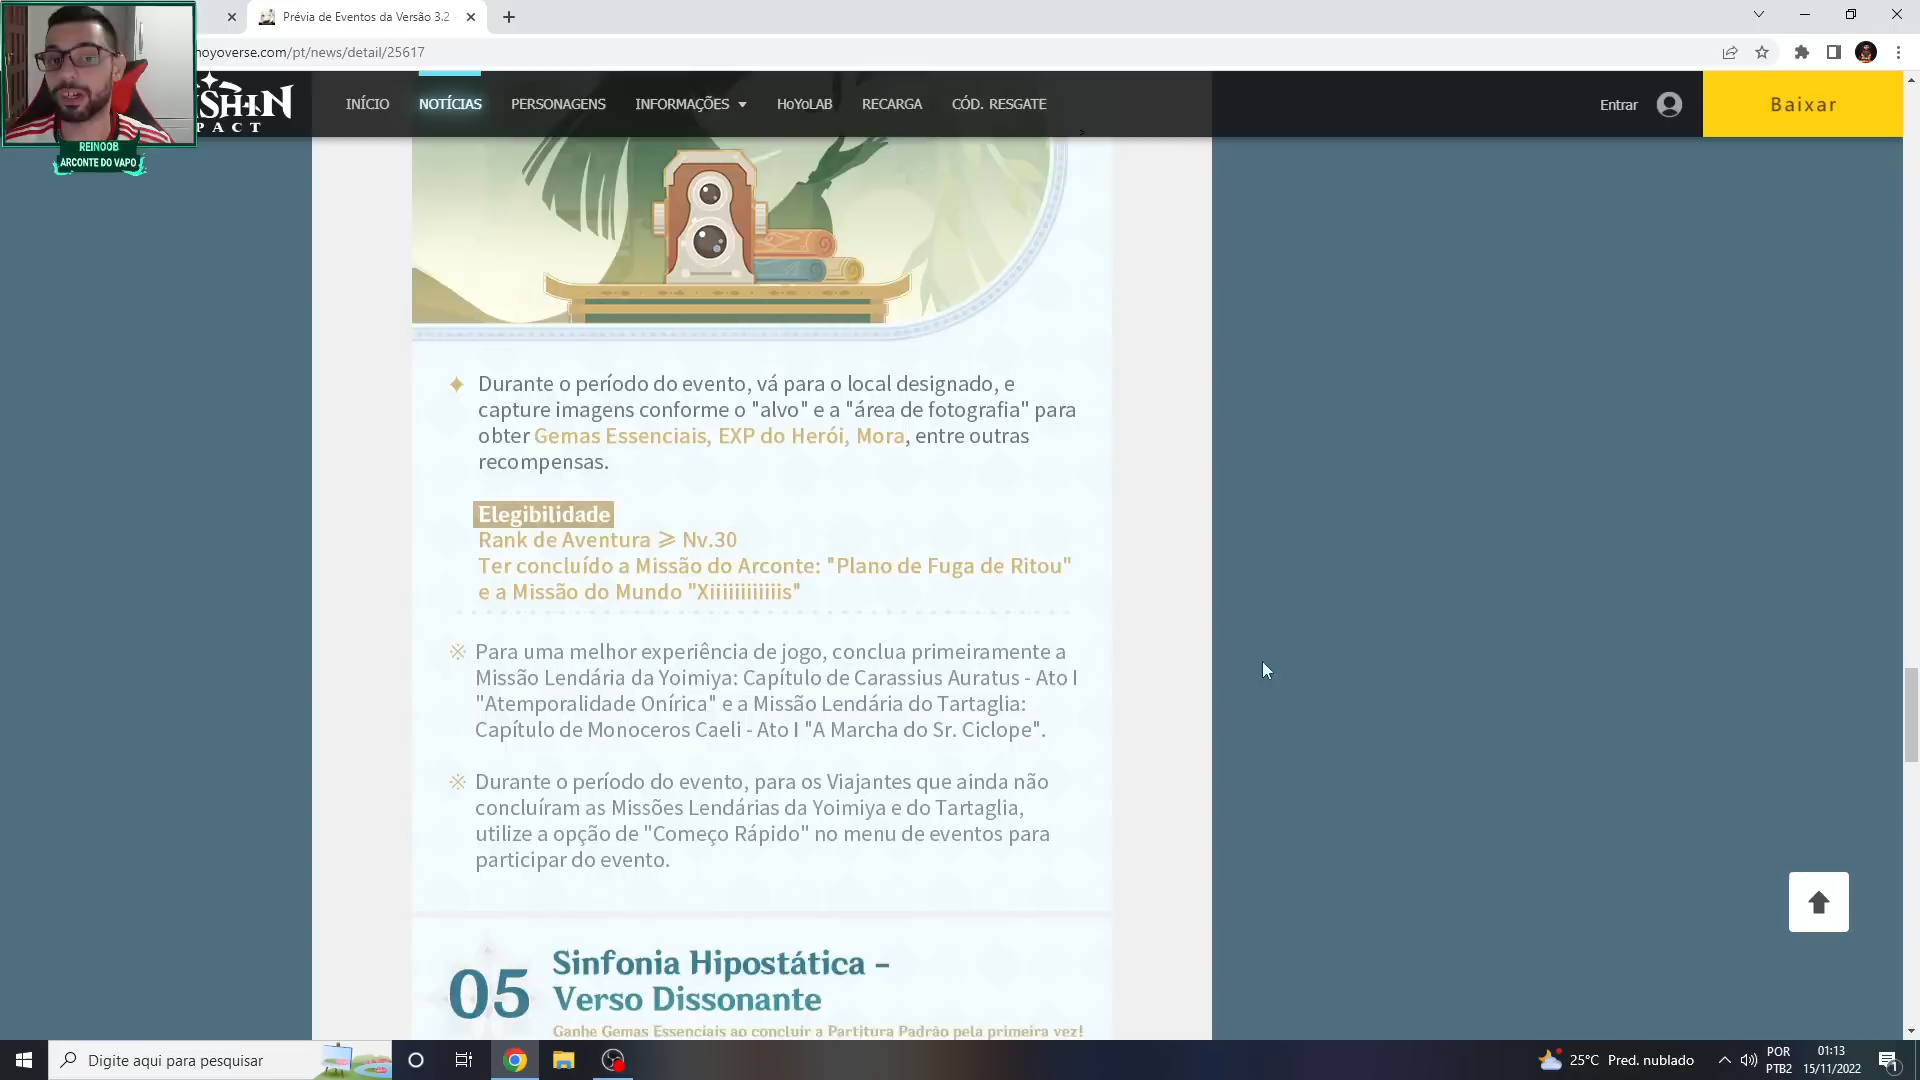 Prévia de Eventos da Versão 3.2
hoyoverse.com/pt/news/detail/25617
REINOOB
ARCONTE DO VAPO
SHIN
PACT
INÍCIO
NOTÍCIAS
PERSONAGENS
INFORMAÇÕES
HoYoLAB
RECARGA
CÓD. RESGATE
Entrar
Baixar
Durante o período do evento, vá para o local designado, e
capture imagens conforme o "alvo" e a "área de fotografia" para
obter Gemas Essenciais, EXP do Herói, Mora, entre outras
recompensas.
Elegibilidade
Rank de Aventura ⩾ Nv.30
Ter concluído a Missão do Arconte: "Plano de Fuga de Ritou"
e a Missão do Mundo "Xiiiiiiiiiiiis"
※ Para uma melhor experiência de jogo, conclua primeiramente a
Missão Lendária da Yoimiya: Capítulo de Carassius Auratus - Ato I
"Atemporalidade Onírica" e a Missão Lendária do Tartaglia:
Capítulo de Monoceros Caeli - Ato I "A Marcha do Sr. Ciclope".
※ Durante o período do evento, para os Viajantes que ainda não
concluíram as Missões Lendárias da Yoimiya e do Tartaglia,
utilize a opção de "Começo Rápido" no menu de eventos para
participar do evento.
05
Sinfonia Hipostática –
Verso Dissonante
Ganhe Gemas Essenciais ao concluir a Partitura Padrão pela primeira vez!
Digite aqui para pesquisar
25°C Pred. nublado
POR
PTB2
01:13
15/11/2022
1